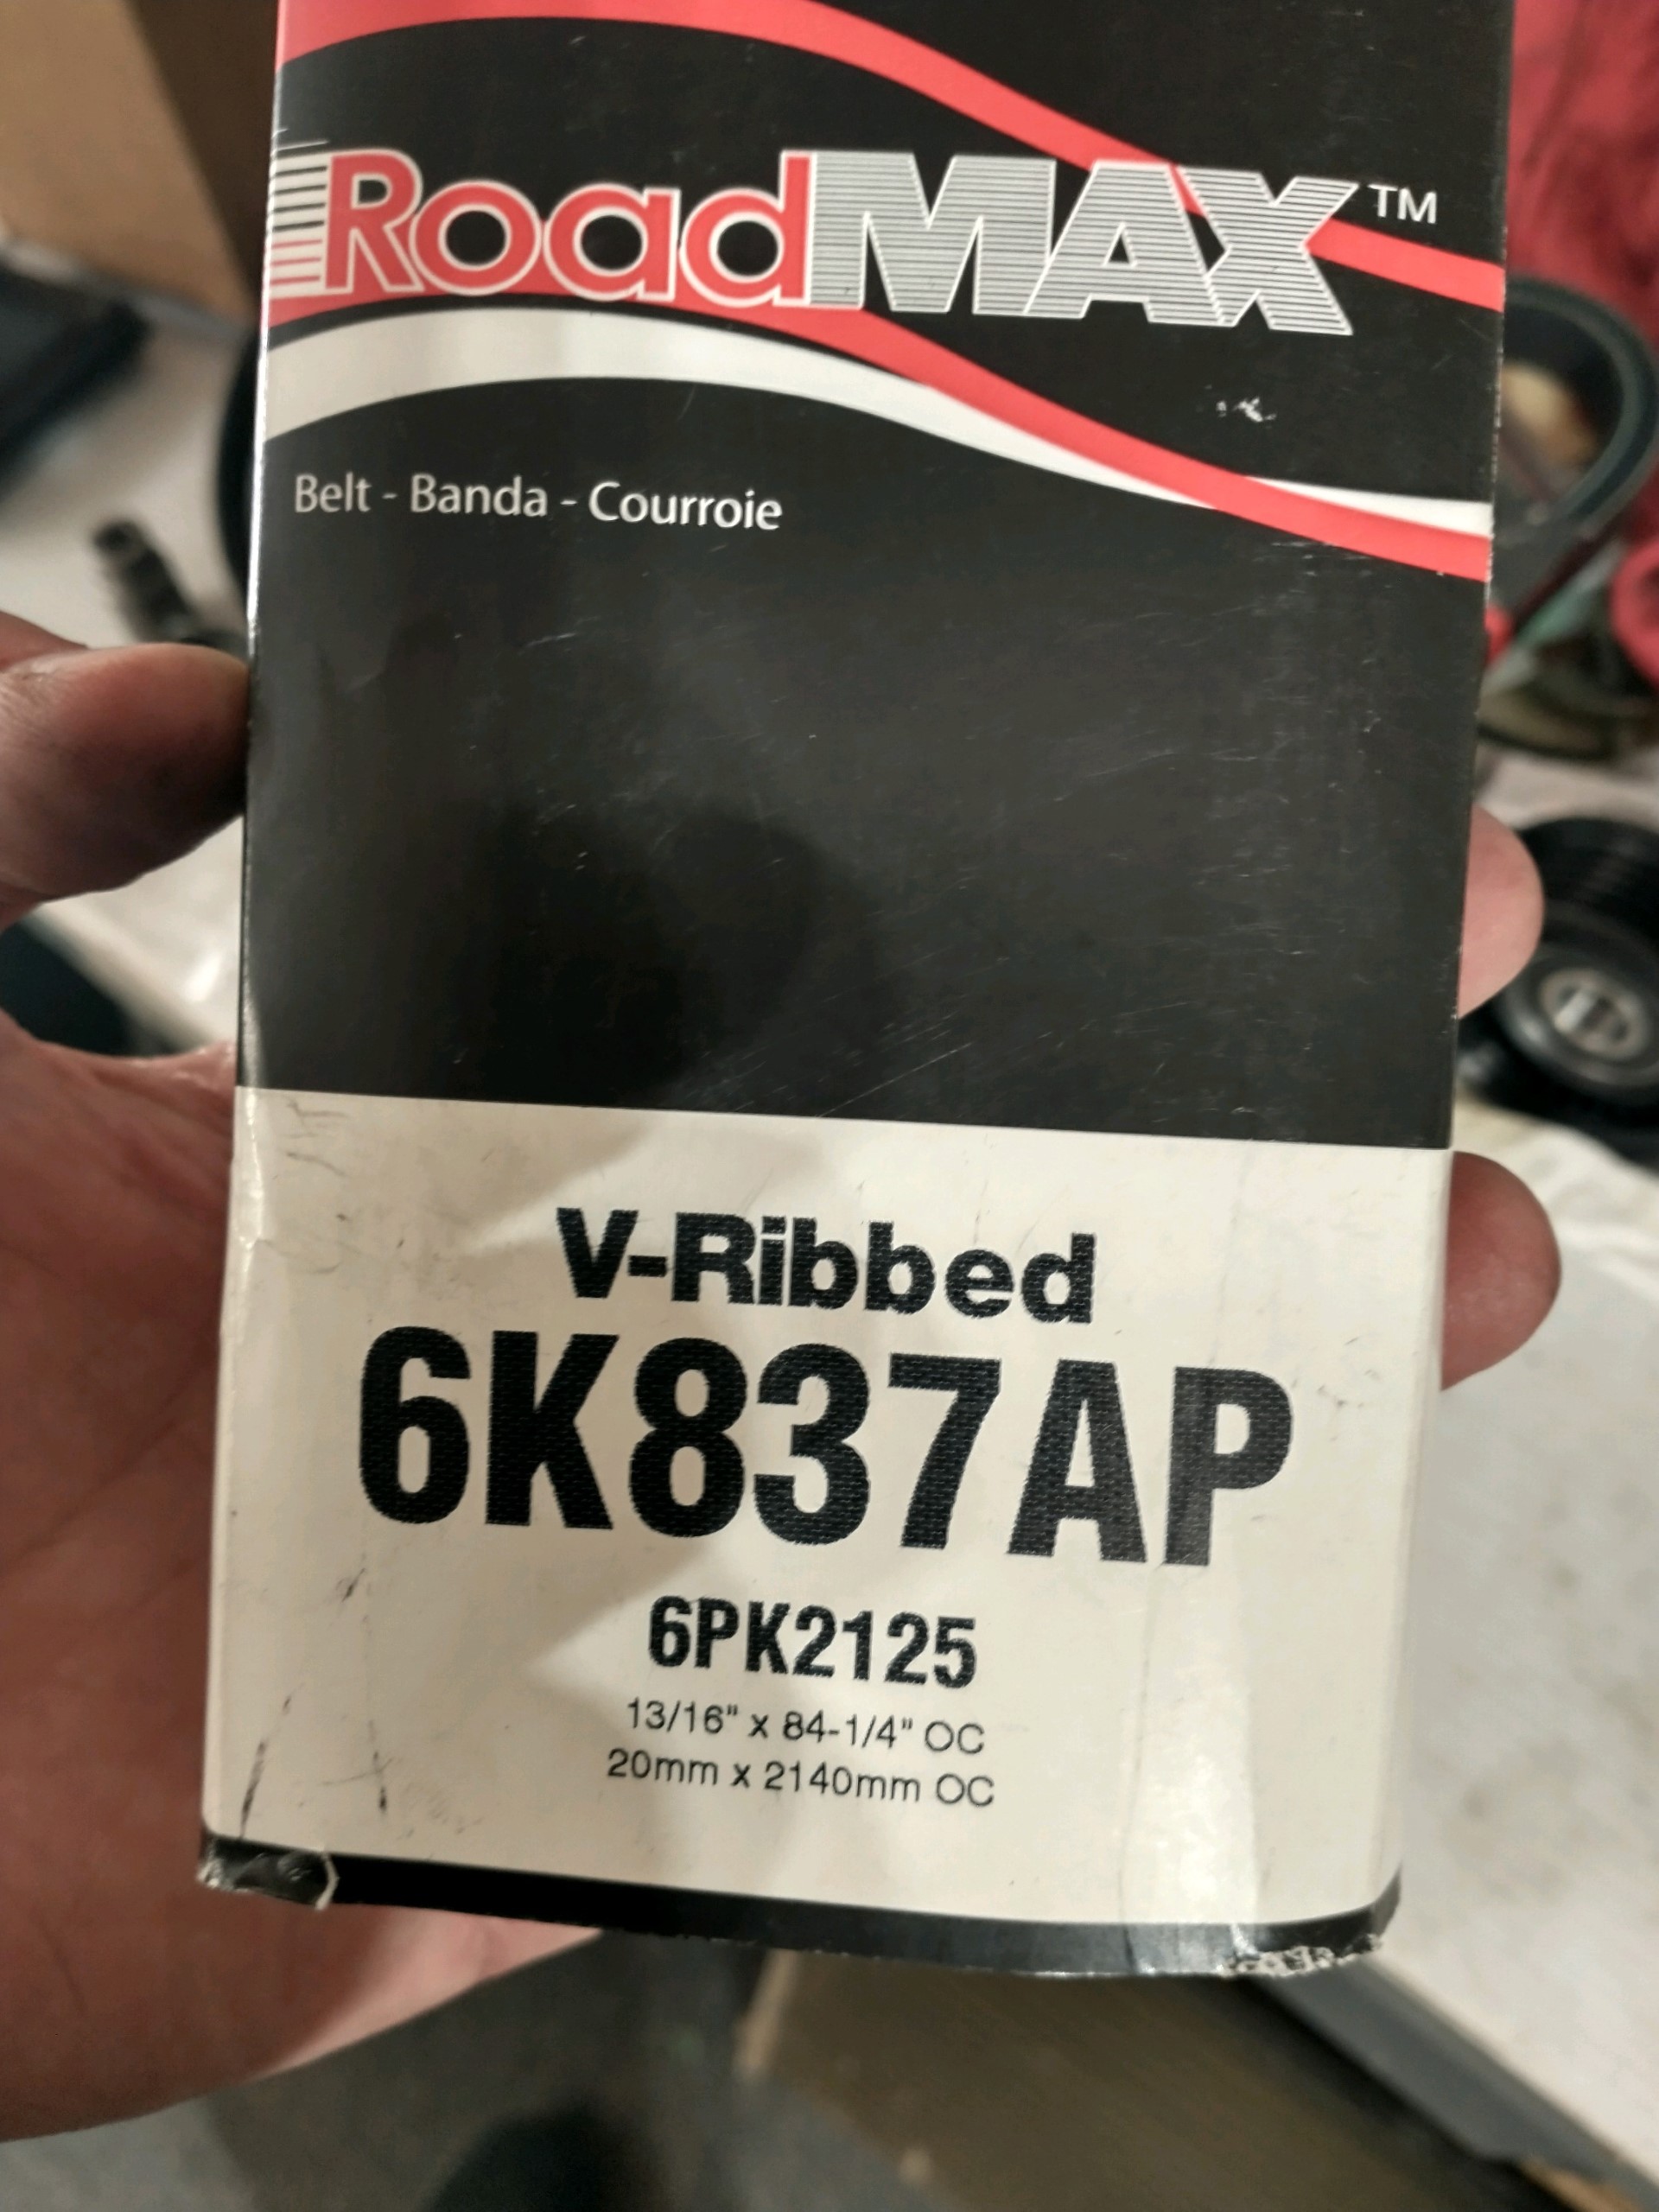 RoadMAX™
Belt - Banda - Courroie
V-Ribbed
6K837AP
6PK2125
13/16" x 84-1/4" OC
20mm x 2140mm OC